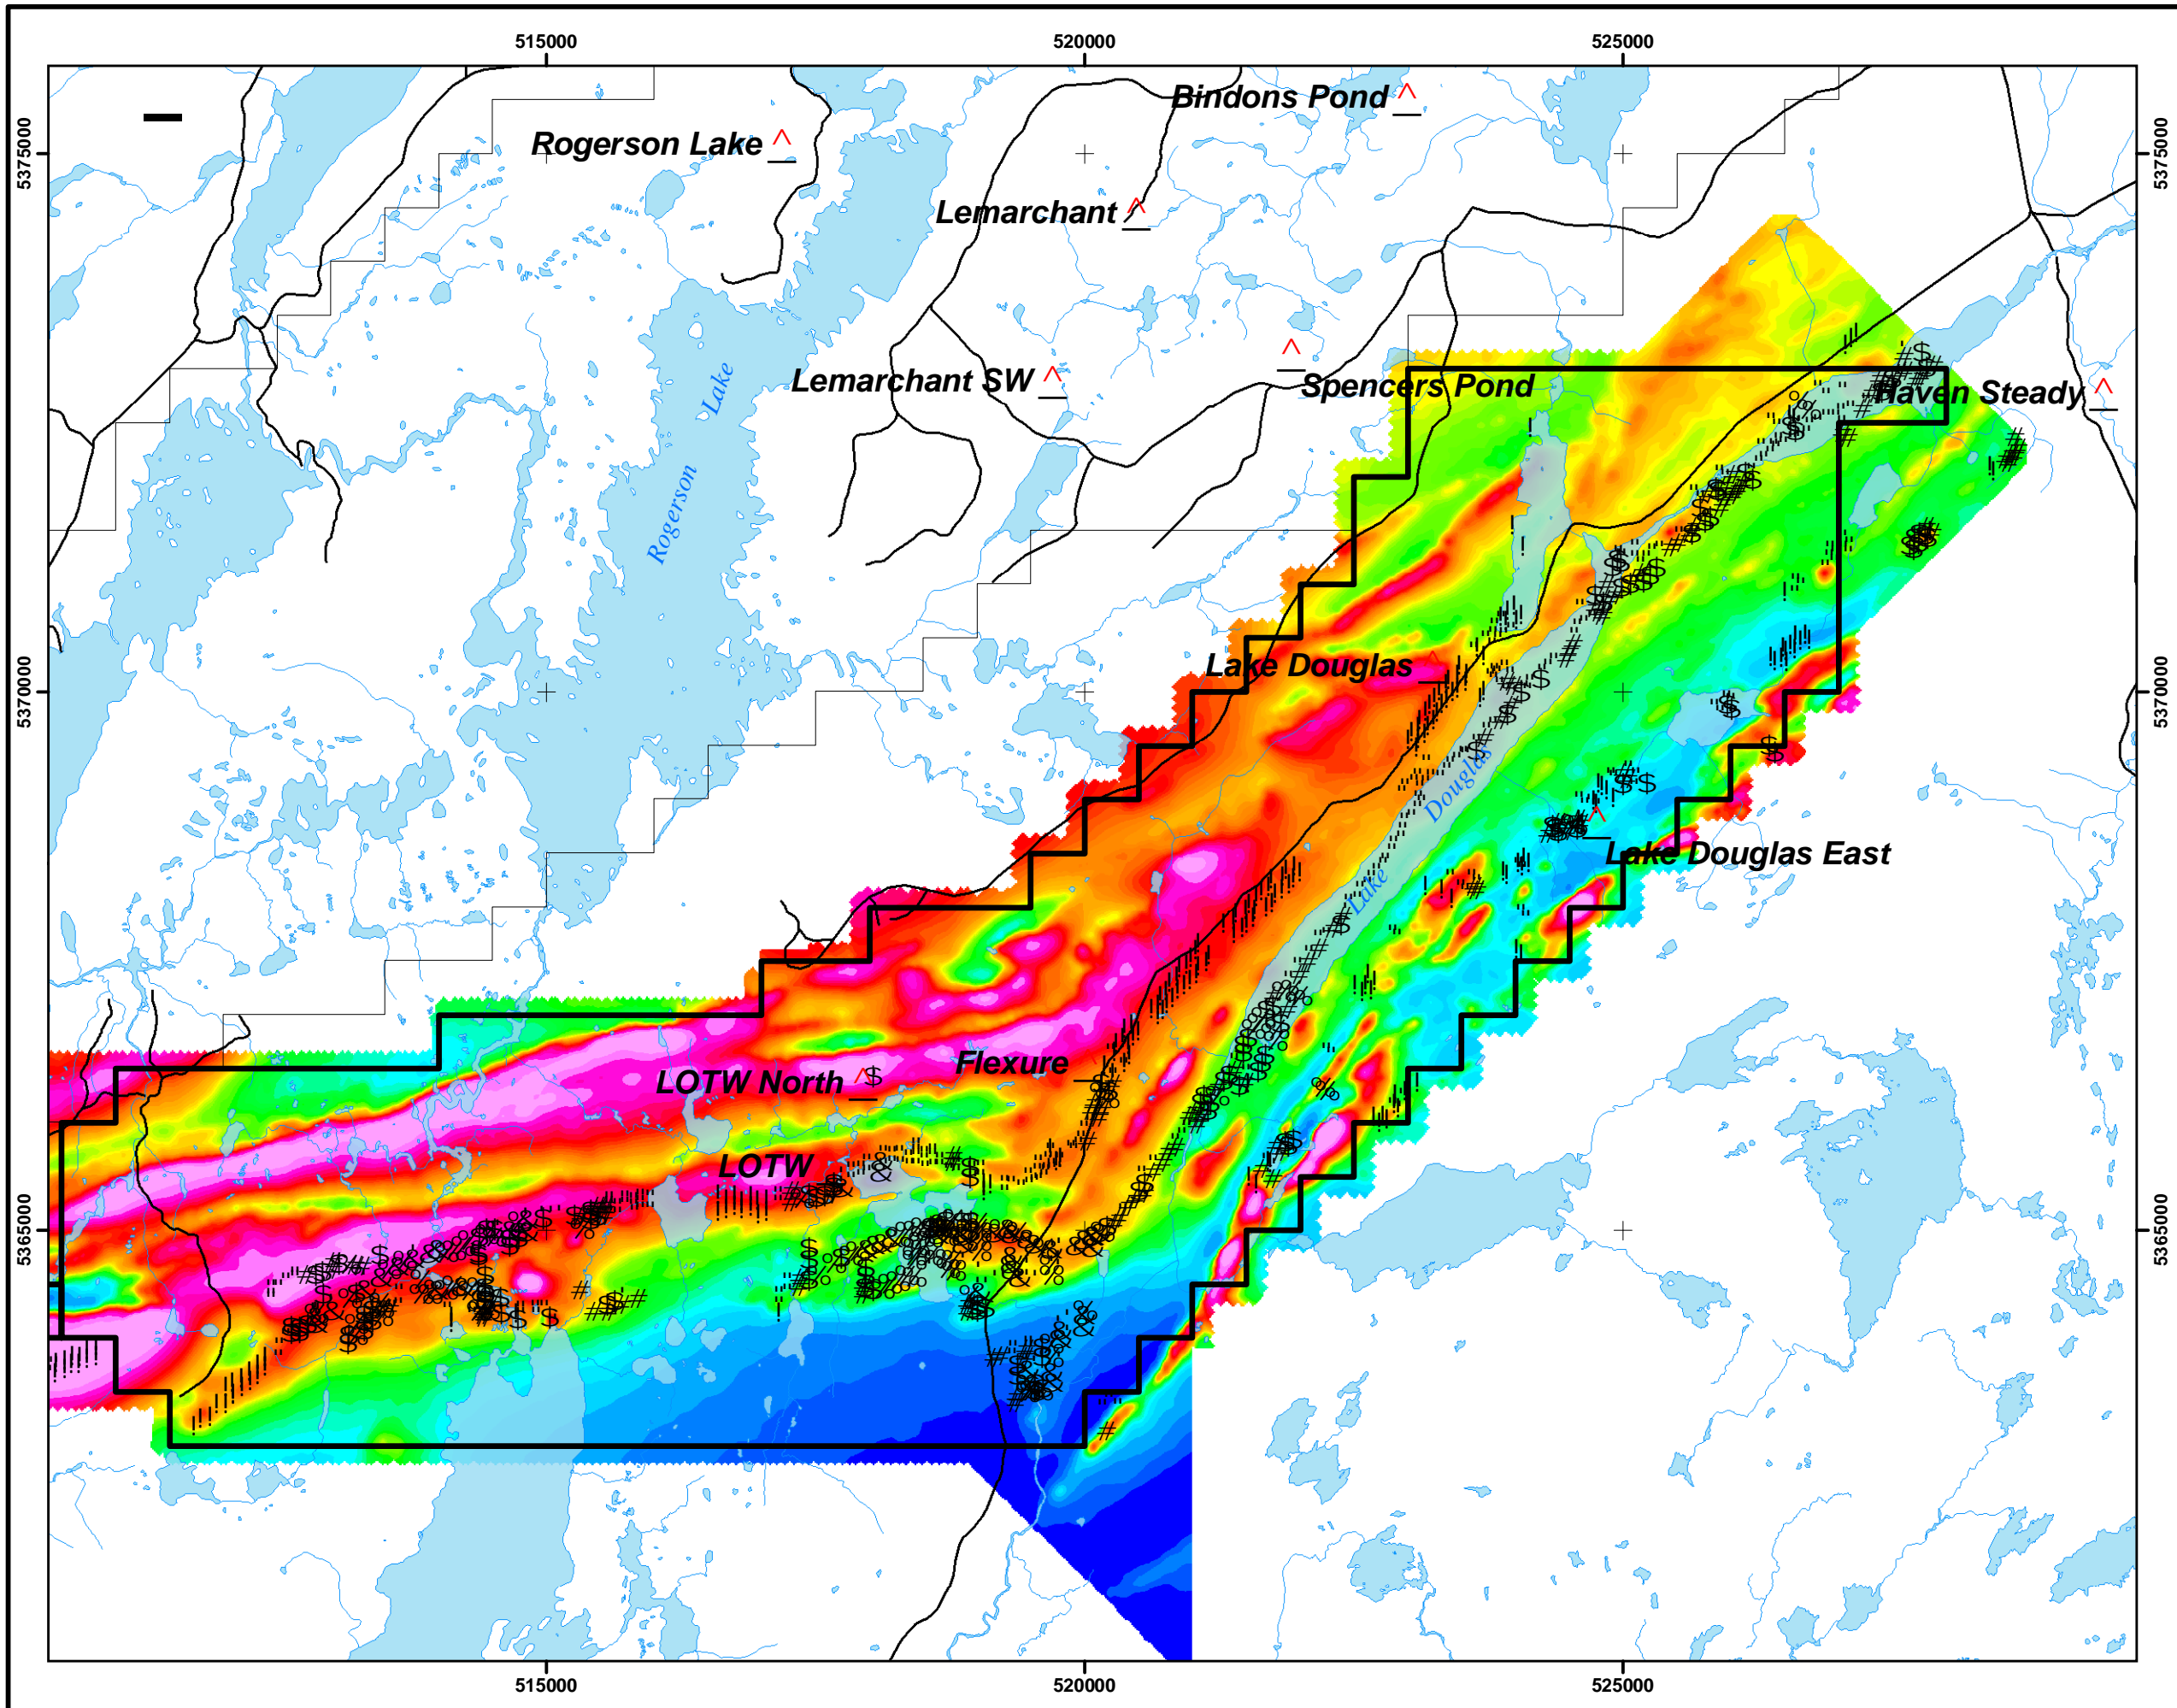 515000 520000 525000
5375000 5375000
Bindons Pond
Rogerson Lake
Lemarchant
Lemarchant SW
Spencers Pond
Haven Steady
Rogerson Lake
5370000 5370000
Lake Douglas
Lake Douglas
Lake Douglas East
Flexure
LOTW North
LOTW
5365000 5365000
515000 520000 525000